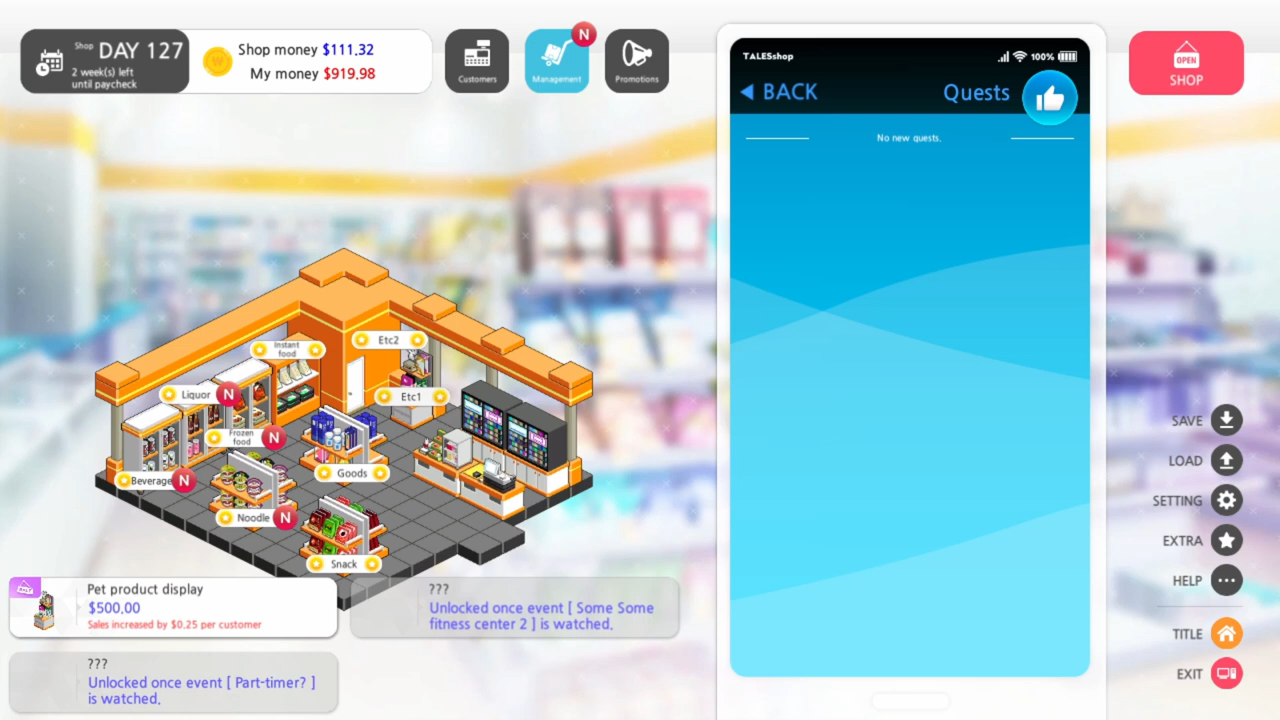 Shop DAY 127
2 week(s) left
until paycheck
Shop money $111.32
My money $919.98
Customers
Management
N
Promotions
TALESshop
100%
BACK
Quests
No new quests.
OPEN
SHOP
Etc2
Instant
food
Liquor N
Etc1
Frozen
food N
Goods
Beverage N
Noodle N
Snack
SALE
Pet product display
$500.00
Sales increased by $0.25 per customer
???
Unlocked once event [ Some Some
fitness center 2 ] is watched.
???
Unlocked once event [ Part-timer? ]
is watched.
SAVE
LOAD
SETTING
EXTRA
HELP
TITLE
EXIT